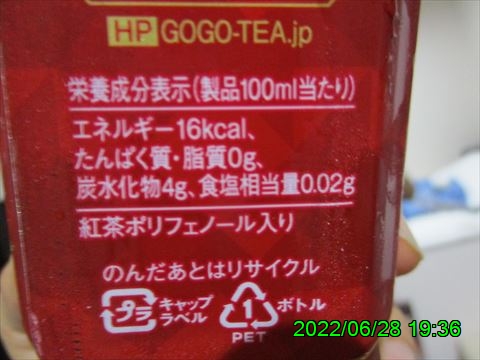 HP GOGO-TEA.jp
栄養成分表示(製品100ml当たり)
エネルギー16kcal、
たんぱく質・脂質0g、
炭水化物4g、食塩相当量0.02g
紅茶ポリフェノール入り
のんだあとはリサイクル
プラ キャップ ラベル 1 ボトル
PET
2022/06/28 19:36